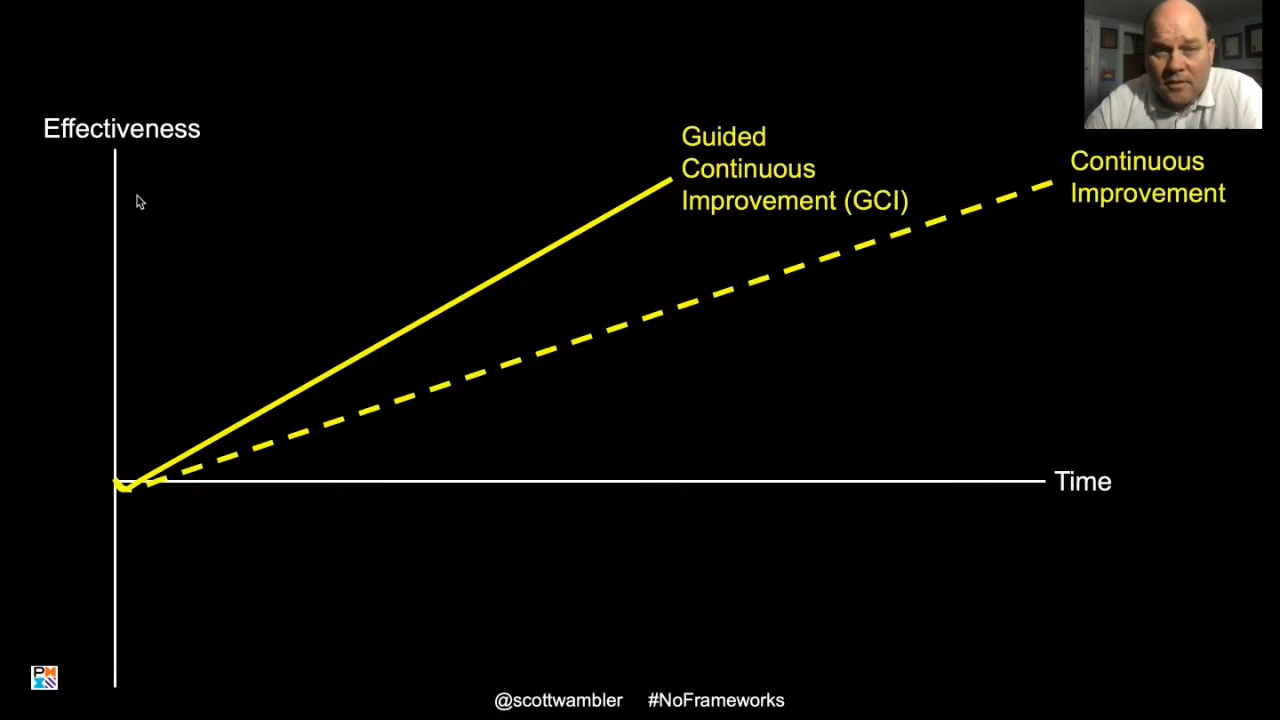 Effectiveness
Guided
Continuous
Improvement (GCI)
Continuous
Improvement
Time
@scottwambler #NoFrameworks